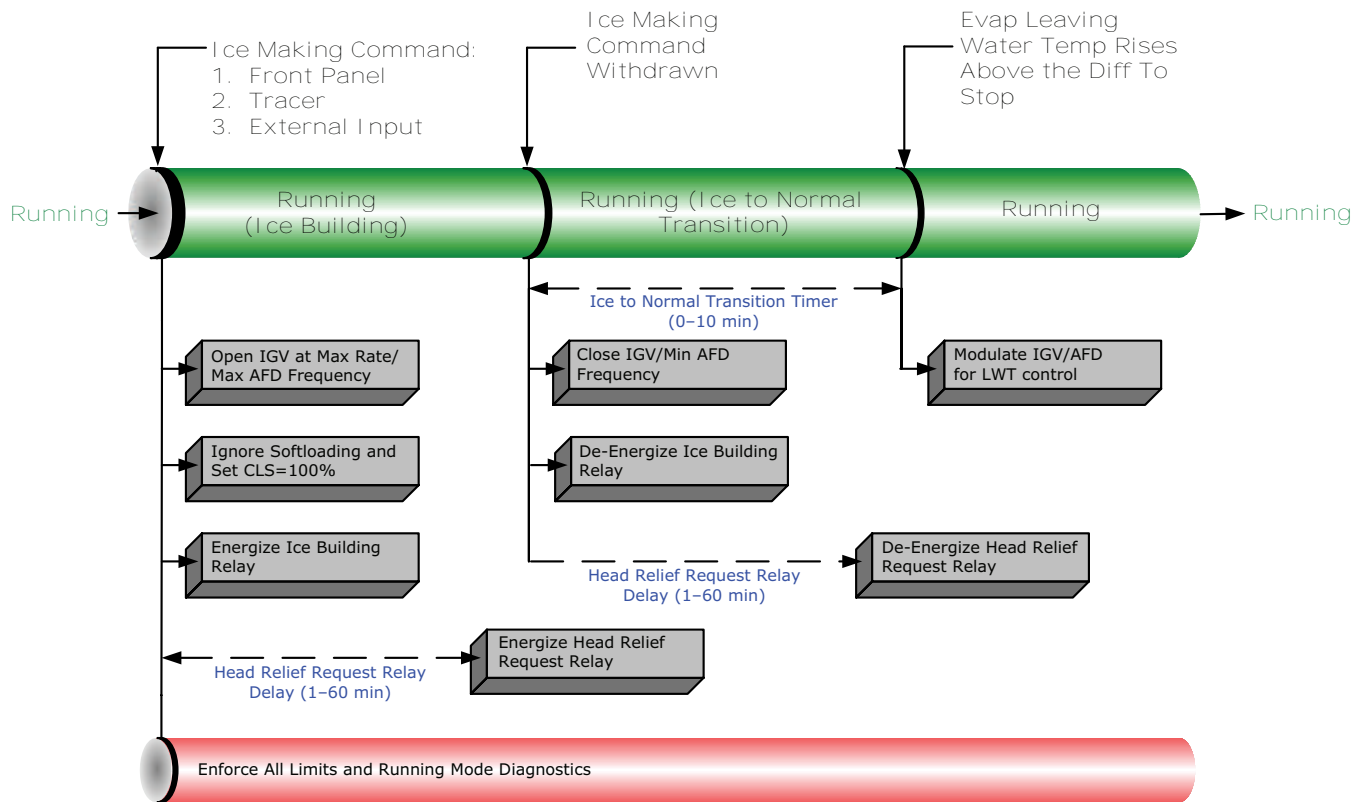 Ice Making Command:
1. Front Panel
2. Tracer
3. External Input
Ice Making
Command
Withdrawn
Evap Leaving
Water Temp Rises
Above the Diff To
Stop
Running
Running
(Ice Building)
Running (Ice to Normal
Transition)
Running
Running
Ice to Normal Transition Timer
(0–10 min)
Open IGV at Max Rate/
Max AFD Frequency
Close IGV/Min AFD
Frequency
Modulate IGV/AFD
for LWT control
Ignore Softloading and
Set CLS=100%
De-Energize Ice Building
Relay
Energize Ice Building
Relay
Head Relief Request Relay
Delay (1–60 min)
De-Energize Head Relief
Request Relay
Head Relief Request Relay
Delay (1–60 min)
Energize Head Relief
Request Relay
Enforce All Limits and Running Mode Diagnostics